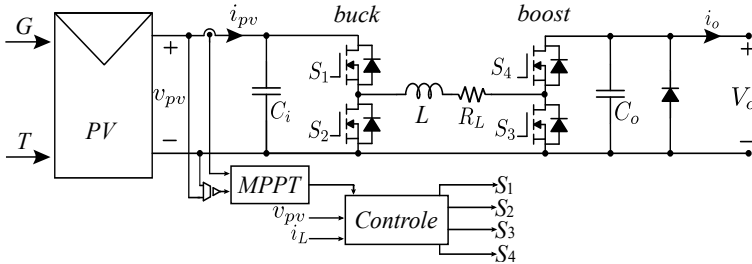 G
i_pv
buck
boost
i_o
+
+
S_1
S_4
v_pv
C_i
L
R_L
C_o
V_o
PV
S_2
S_3
T
−
−
MPPT
S_1
v_pv
Controle
S_2
i_L
S_3
S_4